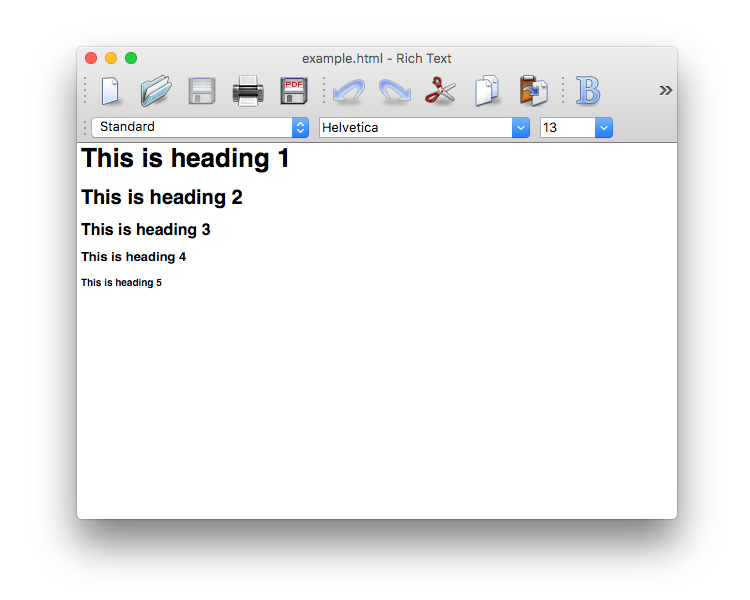 example.html - Rich Text
PDF
B
Standard
Helvetica
13
This is heading 1
This is heading 2
This is heading 3
This is heading 4
This is heading 5